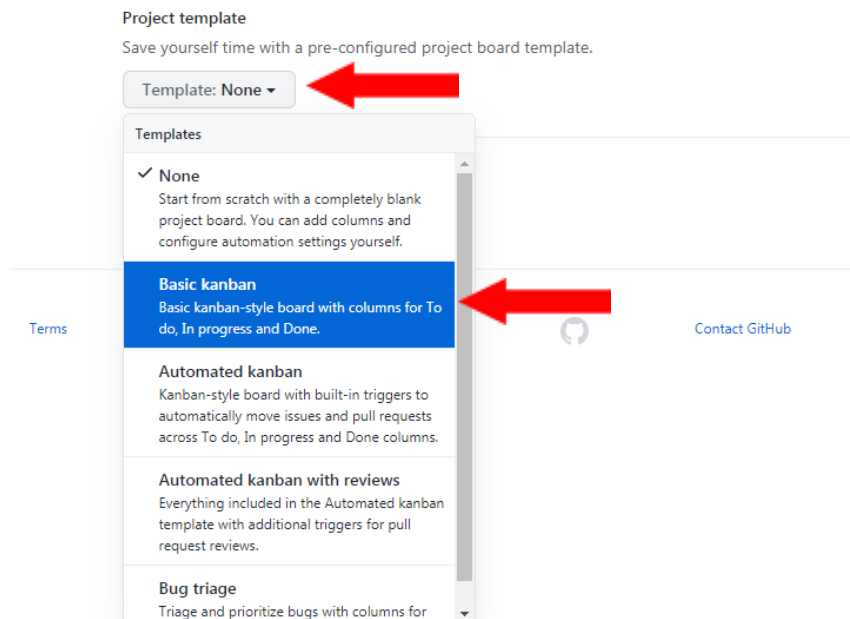 Project template
Save yourself time with a pre-configured project board template.
Template: None
Templates
None
Start from scratch with a completely blank
project board. You can add columns and
configure automation settings yourself.
Basic kanban
Basic kanban-style board with columns for To
do, In progress and Done.
Terms
Contact GitHub
Automated kanban
Kanban-style board with built-in triggers to
automatically move issues and pull requests
across To do, In progress and Done columns.
Automated kanban with reviews
Everything included in the Automated kanban
template with additional triggers for pull
request reviews.
Bug triage
Triage and prioritize bugs with columns for